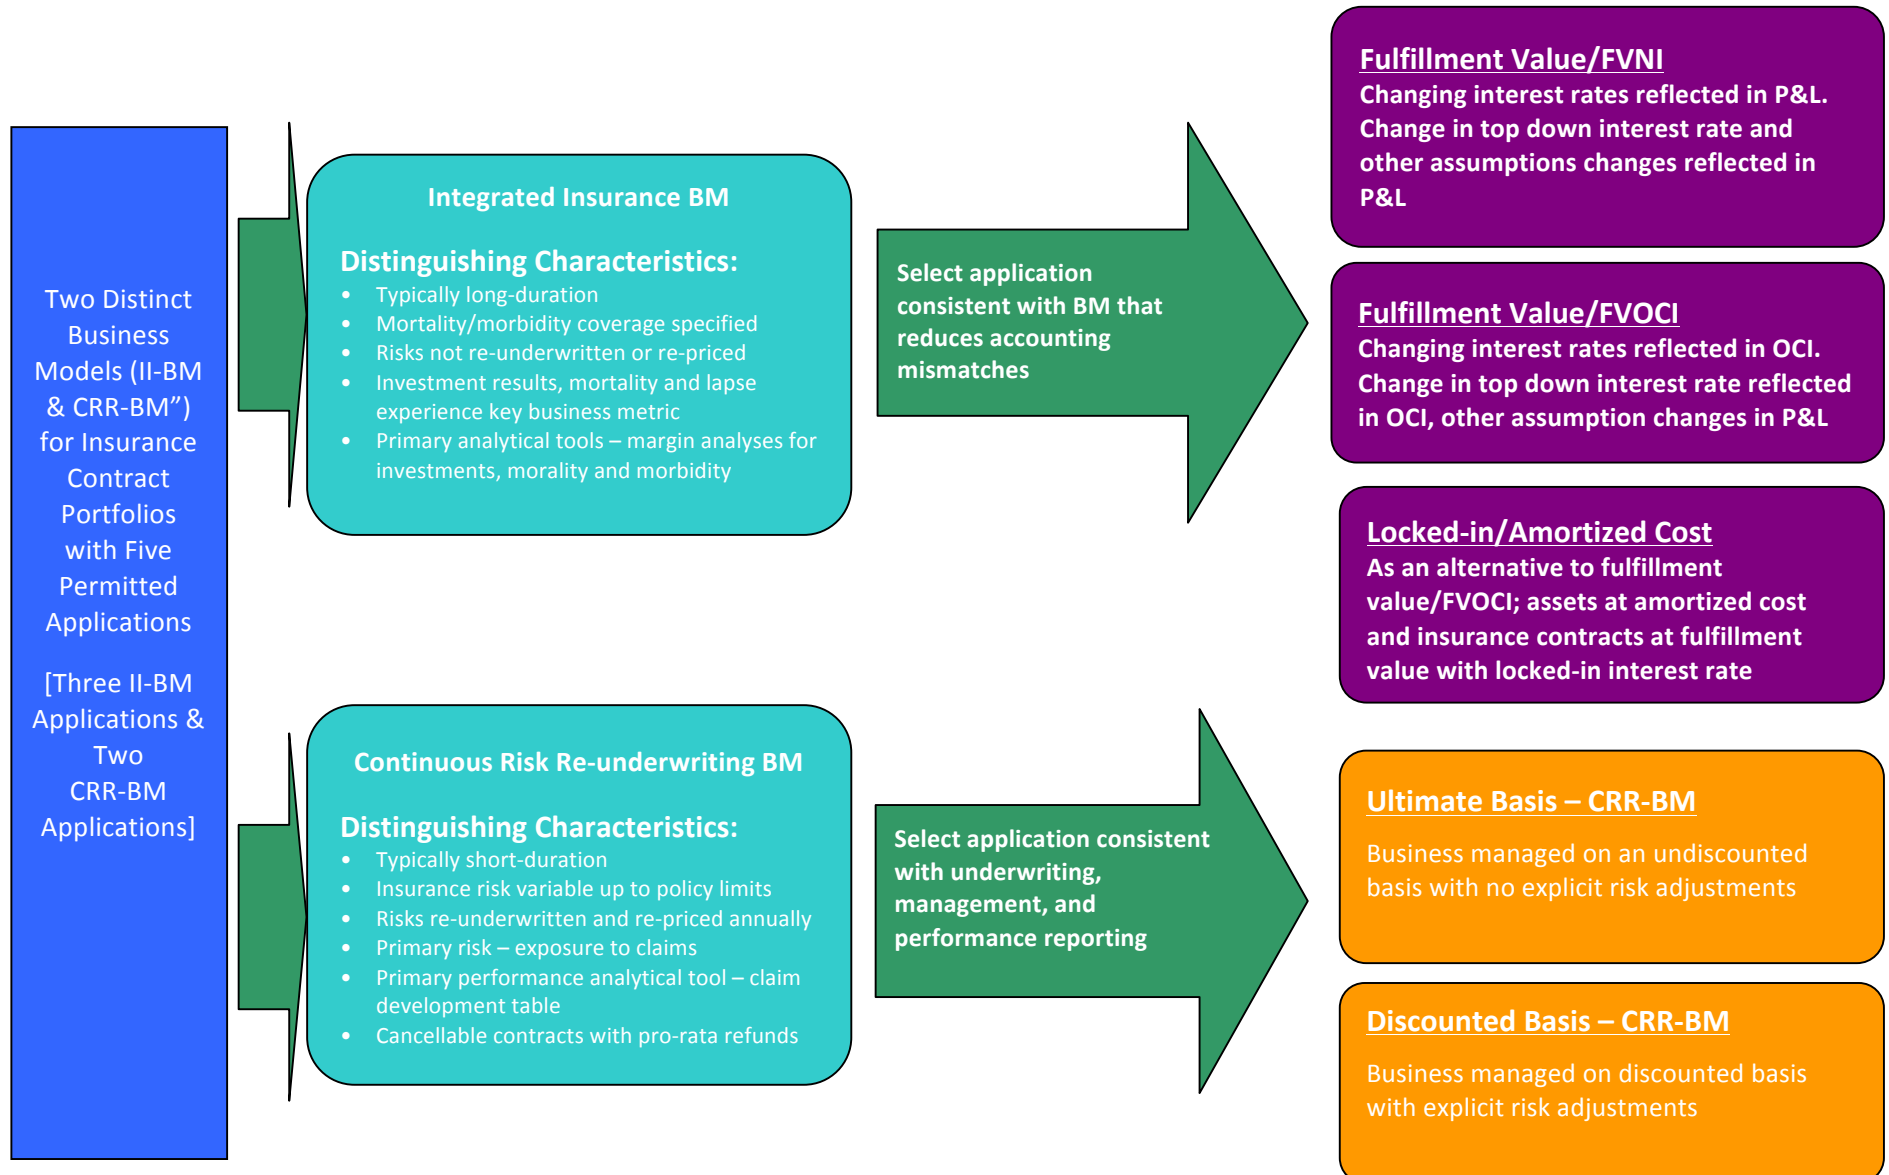 Two Distinct
Business
Models (II-BM
& CRR-BM”)
for Insurance
Contract
Portfolios
with Five
Permitted
Applications
[Three II-BM
Applications &
Two
CRR-BM
Applications]
Integrated Insurance BM
Distinguishing Characteristics:
• Typically long-duration
• Mortality/morbidity coverage specified
• Risks not re-underwritten or re-priced
• Investment results, mortality and lapse
experience key business metric
• Primary analytical tools – margin analyses for
investments, morality and morbidity
Select application
consistent with BM that
reduces accounting
mismatches
Fulfillment Value/FVNI
Changing interest rates reflected in P&L.
Change in top down interest rate and
other assumptions changes reflected in
P&L
Fulfillment Value/FVOCI
Changing interest rates reflected in OCI.
Change in top down interest rate reflected
in OCI, other assumption changes in P&L
Locked-in/Amortized Cost
As an alternative to fulfillment
value/FVOCI; assets at amortized cost
and insurance contracts at fulfillment
value with locked-in interest rate
Continuous Risk Re-underwriting BM
Distinguishing Characteristics:
• Typically short-duration
• Insurance risk variable up to policy limits
• Risks re-underwritten and re-priced annually
• Primary risk – exposure to claims
• Primary performance analytical tool – claim
development table
• Cancellable contracts with pro-rata refunds
Select application consistent
with underwriting,
management, and
performance reporting
Ultimate Basis – CRR-BM
Business managed on an undiscounted
basis with no explicit risk adjustments
Discounted Basis – CRR-BM
Business managed on discounted basis
with explicit risk adjustments